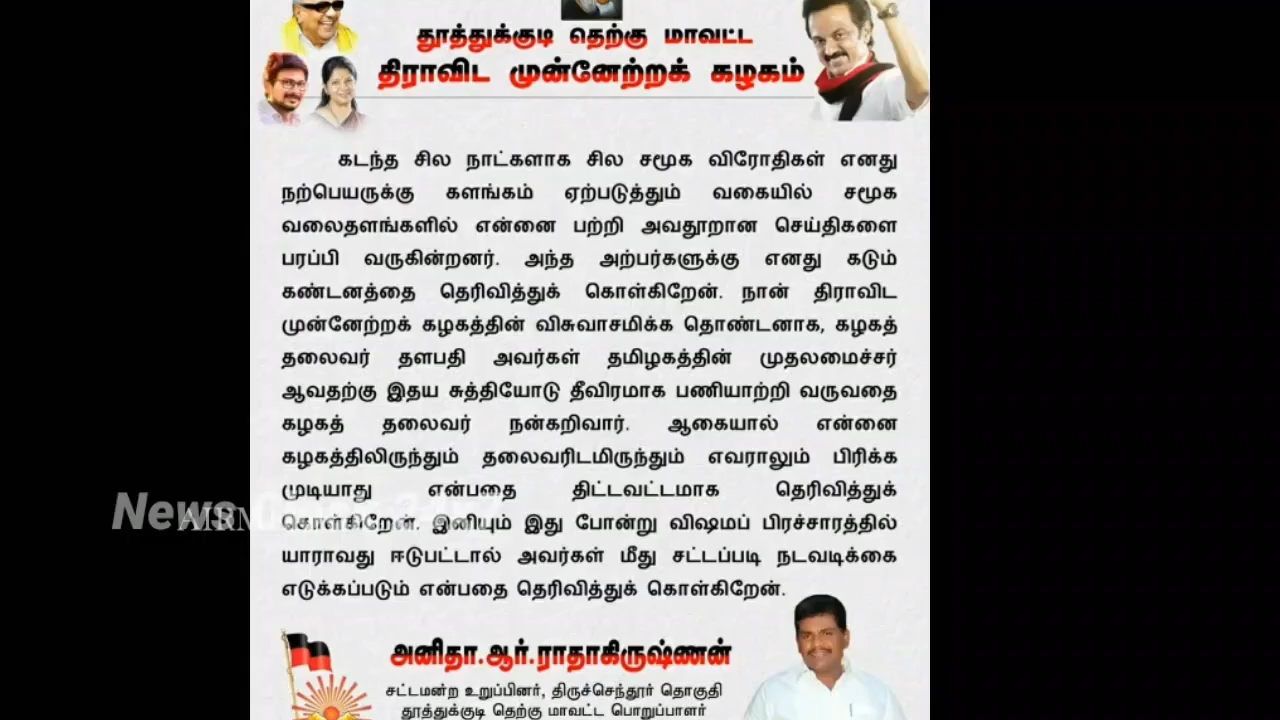 தூத்துக்குடி தெற்கு மாவட்ட
திராவிட முன்னேற்றக் கழகம்
கடந்த சில நாட்களாக சில சமூக விரோதிகள் எனது
நற்பெயருக்கு களங்கம் ஏற்படுத்தும் வகையில் சமூக
வலைதளங்களில் என்னை பற்றி அவதூறான செய்திகளை
பரப்பி வருகின்றனர். அந்த அற்பர்களுக்கு எனது கடும்
கண்டனத்தை தெரிவித்துக் கொள்கிறேன். நான் திராவிட
முன்னேற்றக் கழகத்தின் விசுவாசமிக்க தொண்டனாக, கழகத்
தலைவர் தளபதி அவர்கள் தமிழகத்தின் முதலமைச்சர்
ஆவதற்கு இதய சுத்தியோடு தீவிரமாக பணியாற்றி வருவதை
கழகத் தலைவர் நன்கறிவார். ஆகையால் என்னை
கழகத்திலிருந்தும் தலைவரிடமிருந்தும் எவராலும் பிரிக்க
முடியாது என்பதை திட்டவட்டமாக தெரிவித்துக்
கொள்கிறேன். இனியும் இது போன்று விஷமப் பிரச்சாரத்தில்
யாராவது ஈடுபட்டால் அவர்கள் மீது சட்டப்படி நடவடிக்கை
எடுக்கப்படும் என்பதை தெரிவித்துக் கொள்கிறேன்.
News
அனிதா.ஆர்.ராதாகிருஷ்ணன்
சட்டமன்ற உறுப்பினர், திருச்செந்தூர் தொகுதி
தூத்துக்குடி தெற்கு மாவட்ட பொறுப்பாளர்